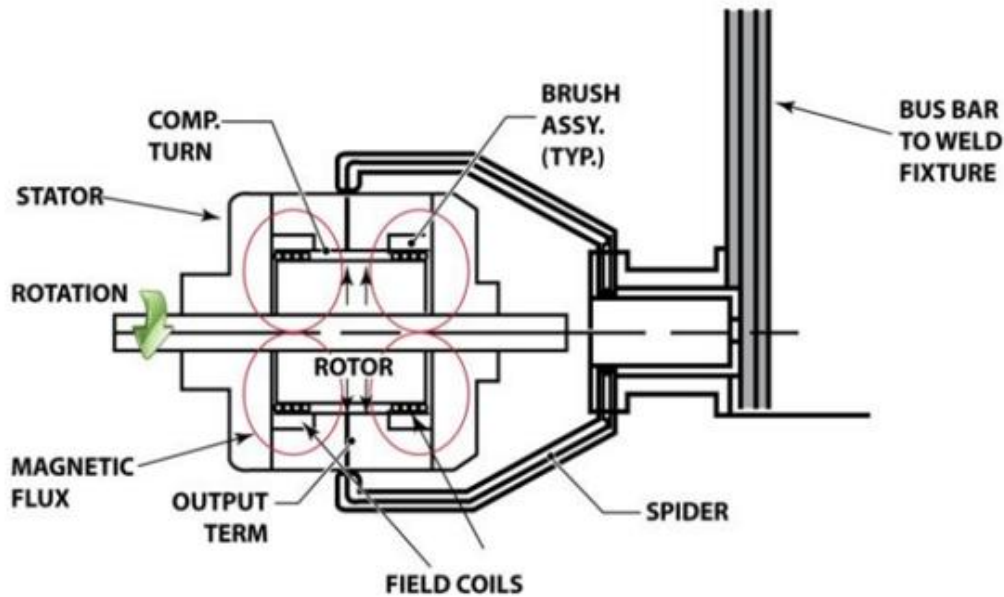 COMP.
TURN
BRUSH
ASSY.
(TYP.)
BUS BAR
TO WELD
FIXTURE
STATOR
ROTATION
ROTOR
MAGNETIC
FLUX
OUTPUT
TERM
SPIDER
FIELD COILS